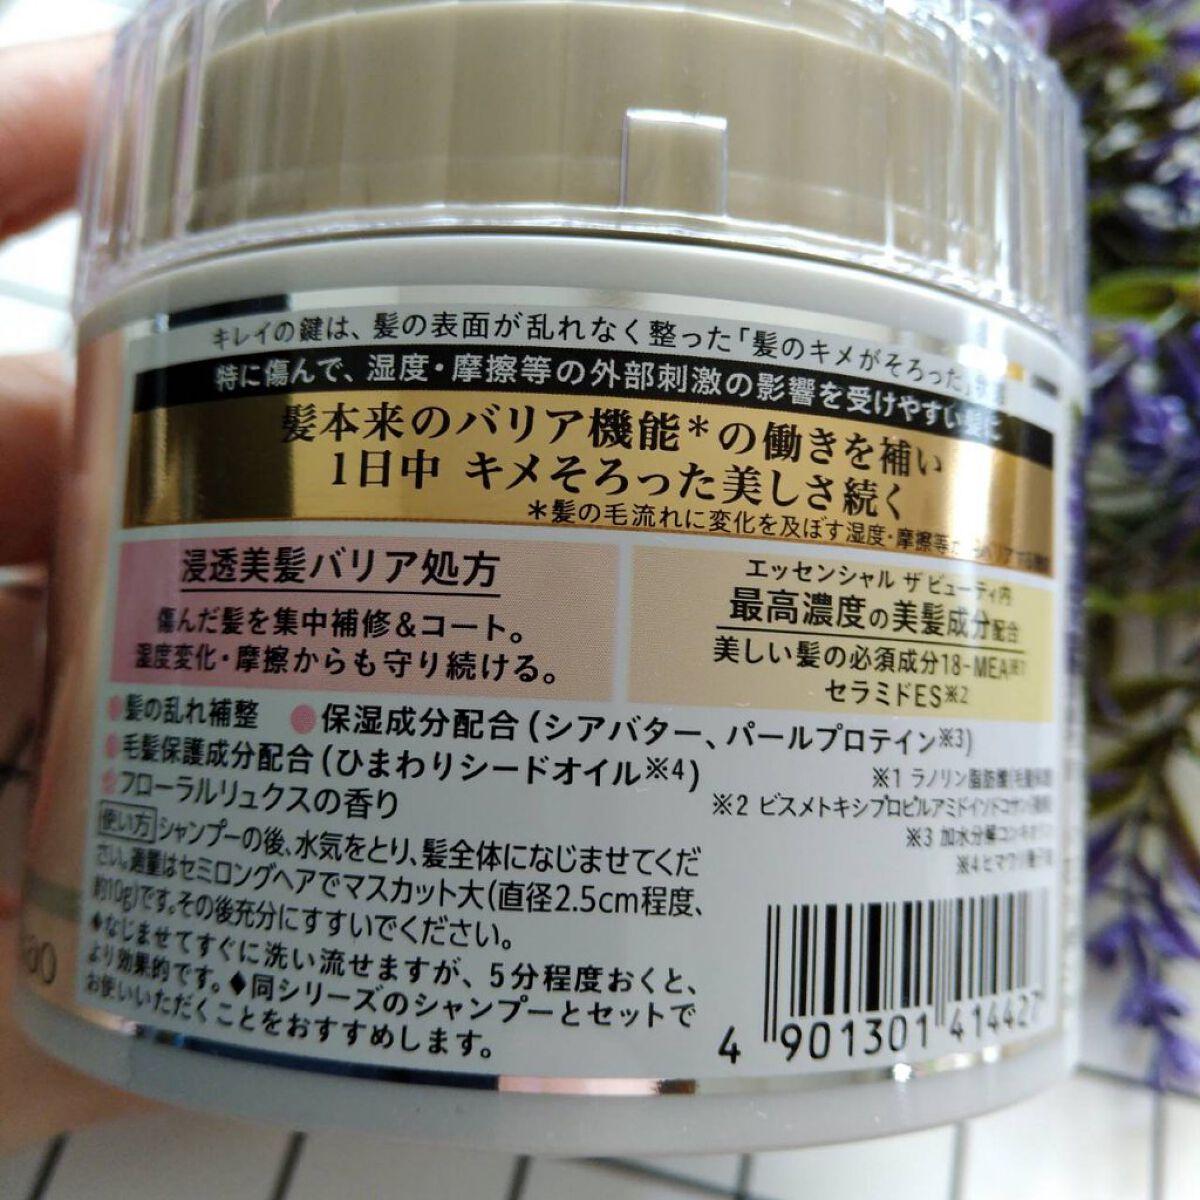 キレイの鍵は、髪の表面が乱れなく整った「髪のキメがそろった」
特に傷んで、湿度・摩擦等の外部刺激の影響を受けやすい髪に
髪本来のバリア機能*の働きを補い
1日中 キメそろった美しさ続く
*髪の毛流れに変化を及ぼす湿度・摩擦等
浸透美髪バリア処方
傷んだ髪を集中補修&コート。
湿度変化・摩擦からも守り続ける。
エッセンシャル ザ ビューティ内
最高濃度の美髪成分配合
美しい髪の必須成分18-MEA※1
セラミドES※2
髪の乱れ補整 ●保湿成分配合(シアバター、パールプロテイン※3)
毛髪保護成分配合(ひまわりシードオイル※4)
フローラルリュクスの香り
※1 ラノリン脂肪酸(毛髪保護)
※2 ビスメトキシプロピルアミドイソドコサン(
※3 加水分解コンキオリン
※4 ヒマワリ種子油
使い方 シャンプーの後、水気をとり、髪全体になじませてくだ
さい。適量はセミロングヘアでマスカット大(直径2.5cm程度、
約10g)です。その後充分にすすいでください。
◆なじませてすぐに洗い流せますが、5分程度おくと、
より効果的です。◆同シリーズのシャンプーとセットで
お使いいただくことをおすすめします。
4 901301 414427